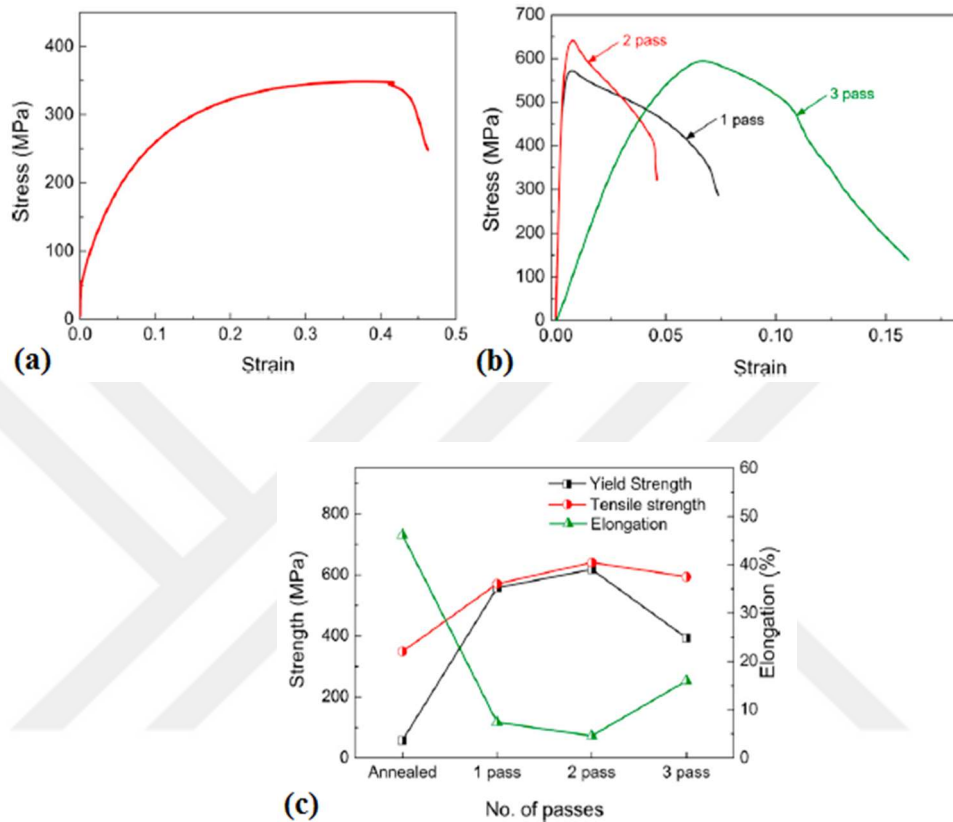 400
300
200
100
0
0.0 0.1 0.2 0.3 0.4 0.5
Stress (MPa)
Strain
(a)
700
600
500
400
300
200
100
0
0.00 0.05 0.10 0.15
Stress (MPa)
Strain
2 pass
1 pass
3 pass
(b)
800
600
400
200
0
Strength (MPa)
60
50
40
30
20
10
0
Elongation (%)
Yield Strength
Tensile strength
Elongation
Annealed 1 pass 2 pass 3 pass
No. of passes
(c)